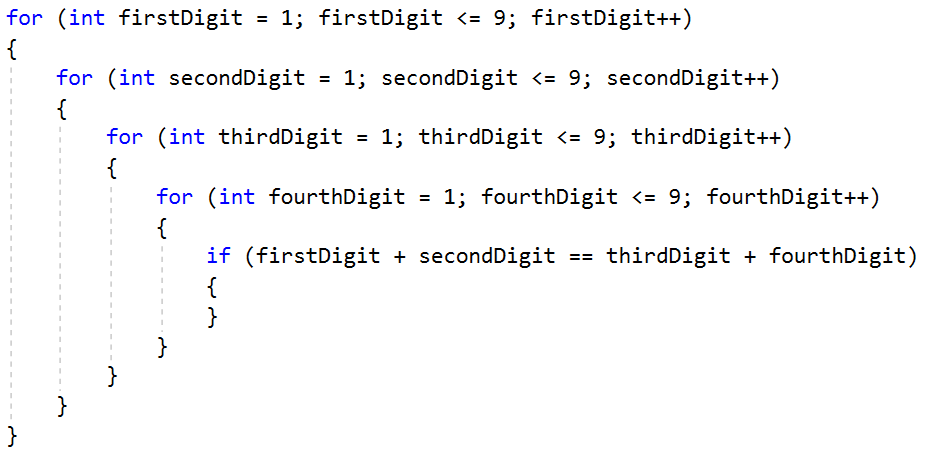 for (int firstDigit = 1; firstDigit <= 9; firstDigit++)
{
    for (int secondDigit = 1; secondDigit <= 9; secondDigit++)
    {
        for (int thirdDigit = 1; thirdDigit <= 9; thirdDigit++)
        {
            for (int fourthDigit = 1; fourthDigit <= 9; fourthDigit++)
            {
                if (firstDigit + secondDigit == thirdDigit + fourthDigit)
                {
                }
            }
        }
    }
}